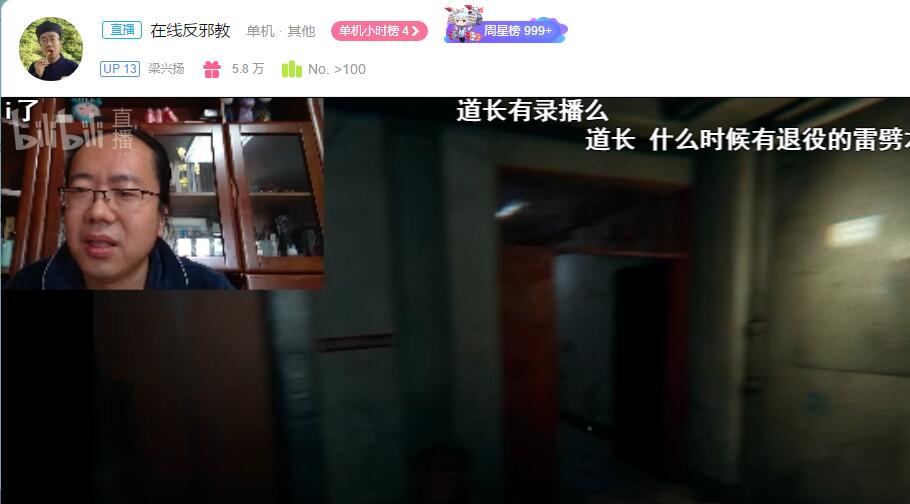 直播 在线反邪教 单机 · 其他 单机小时榜 4 周星榜 999+
UP 13 梁兴扬 5.8 万 No. >100
i 了 道长有录播么
bilibili 直播
道长 什么时候有退役的雷劈